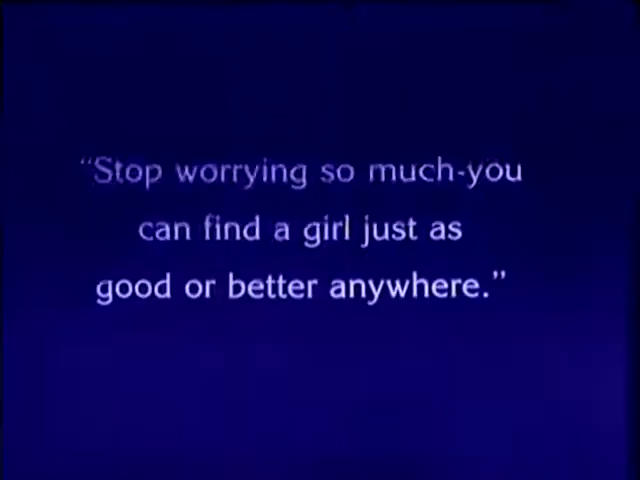 “Stop worrying so much-you
can find a girl just as
good or better anywhere.”